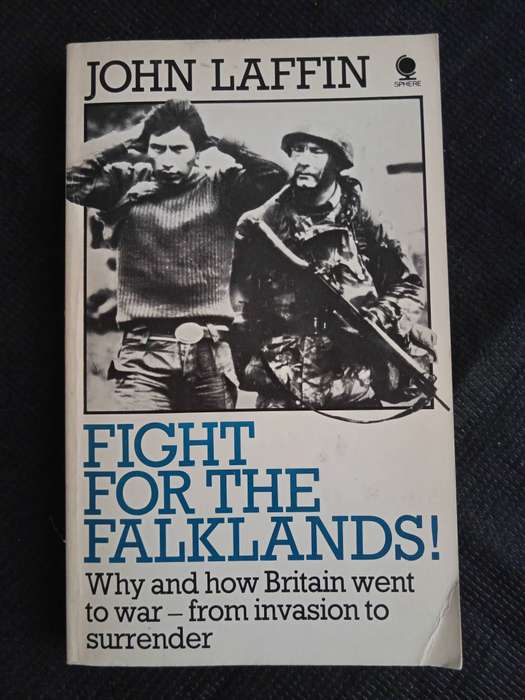 JOHN LAFFIN
SPHERE
FIGHT
FOR THE
FALKLANDS!
Why and how Britain went
to war – from invasion to
surrender